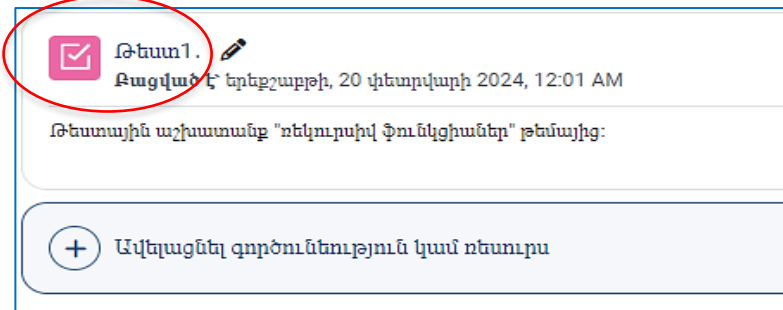 Թեստ1.
Բացված է՝ երեքշաբթի, 20 փետրվարի 2024, 12:01 AM
Թեստային աշխատանք "ռեկուրսիվ ֆունկցիաներ" թեմայից:
Ավելացնել գործունեություն կամ ռեսուրս